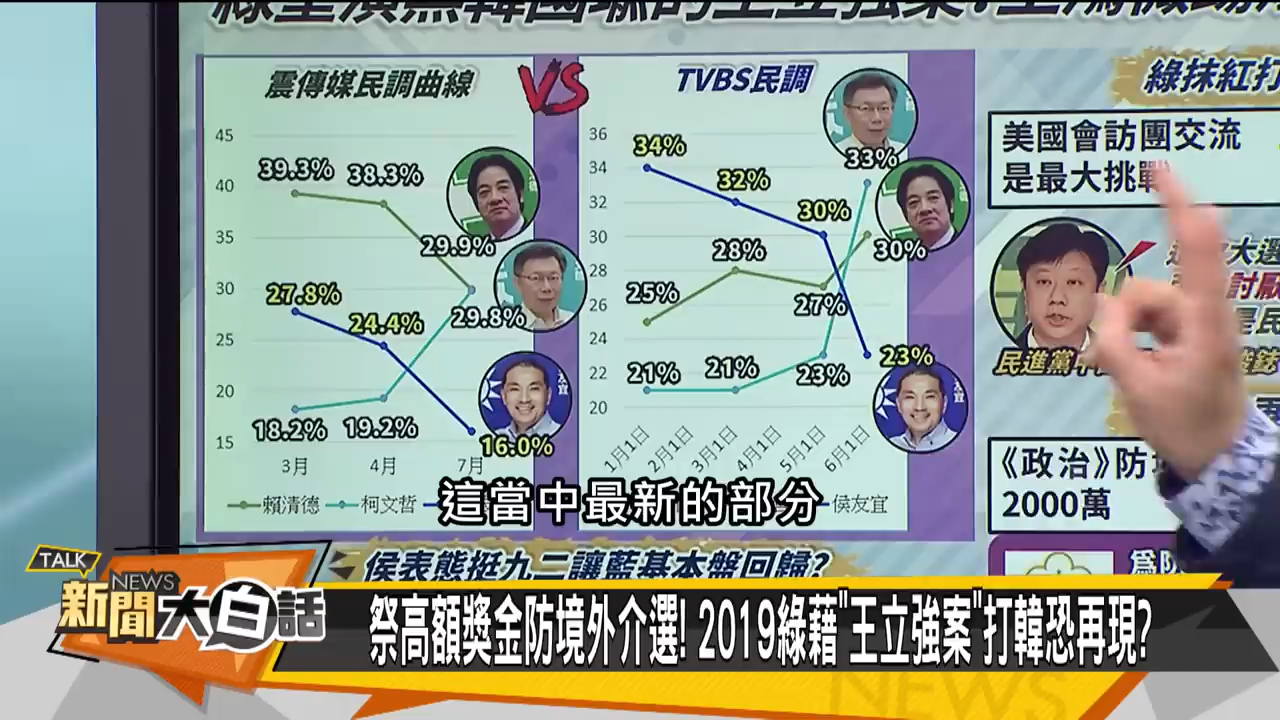 震傳媒民調曲線
VS
TVBS民調
45
40
35
30
25
20
15
39.3%
38.3%
29.9%
27.8%
24.4%
29.8%
18.2%
19.2%
16.0%
3月
4月
7月
賴清德
柯文哲
36
34
32
30
28
26
24
22
20
34%
32%
30%
33%
25%
28%
27%
30%
21%
21%
23%
23%
1月1日
2月1日
3月1日
4月1日
5月1日
6月1日
侯友宜
綠抹紅打
美國會訪團交流
是最大挑戰
大選
討厭
是民
民進黨
《政治》防
2000萬
這當中最新的部分
侯表態挺九二讓藍基本盤回歸?
TALK
NEWS
新聞大白話
祭高額獎金防境外介選! 2019綠藉"王立強案"打韓恐再現?
NEWS